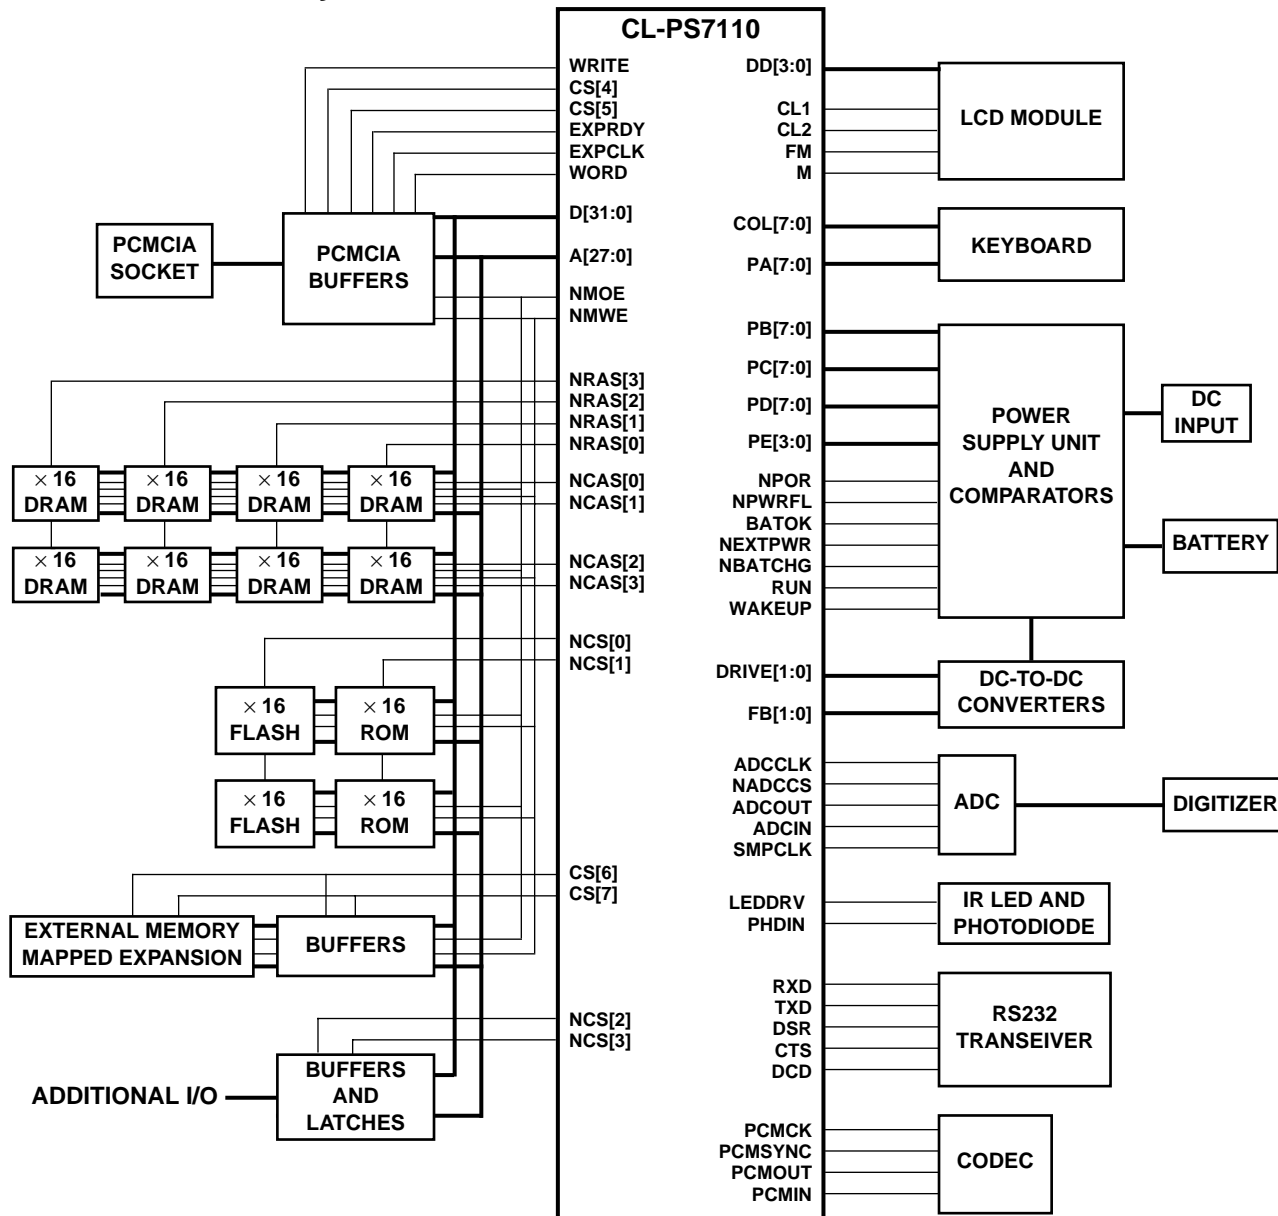 CL-PS7110
WRITE
CS[4]
CS[5]
EXPRDY
EXPCLK
WORD
D[31:0]
A[27:0]
NMOE
NMWE
NRAS[3]
NRAS[2]
NRAS[1]
NRAS[0]
NCAS[0]
NCAS[1]
NCAS[2]
NCAS[3]
NCS[0]
NCS[1]
CS[6]
CS[7]
NCS[2]
NCS[3]
DD[3:0]
CL1
CL2
FM
M
COL[7:0]
PA[7:0]
PB[7:0]
PC[7:0]
PD[7:0]
PE[3:0]
NPOR
NPWRFL
BATOK
NEXTPWR
NBATCHG
RUN
WAKEUP
DRIVE[1:0]
FB[1:0]
ADCCLK
NADCCS
ADCOUT
ADCIN
SMPCLK
LEDDRV
PHDIN
RXD
TXD
DSR
CTS
DCD
PCMCK
PCMSYNC
PCMOUT
PCMIN
PCMCIA
SOCKET
PCMCIA
BUFFERS
× 16
DRAM
× 16
DRAM
× 16
DRAM
× 16
DRAM
× 16
DRAM
× 16
DRAM
× 16
DRAM
× 16
DRAM
× 16
FLASH
× 16
ROM
× 16
FLASH
× 16
ROM
EXTERNAL MEMORY
MAPPED EXPANSION
BUFFERS
ADDITIONAL I/O
BUFFERS
AND
LATCHES
LCD MODULE
KEYBOARD
POWER
SUPPLY UNIT
AND
COMPARATORS
DC
INPUT
BATTERY
DC-TO-DC
CONVERTERS
ADC
DIGITIZER
IR LED AND
PHOTODIODE
RS232
TRANSEIVER
CODEC